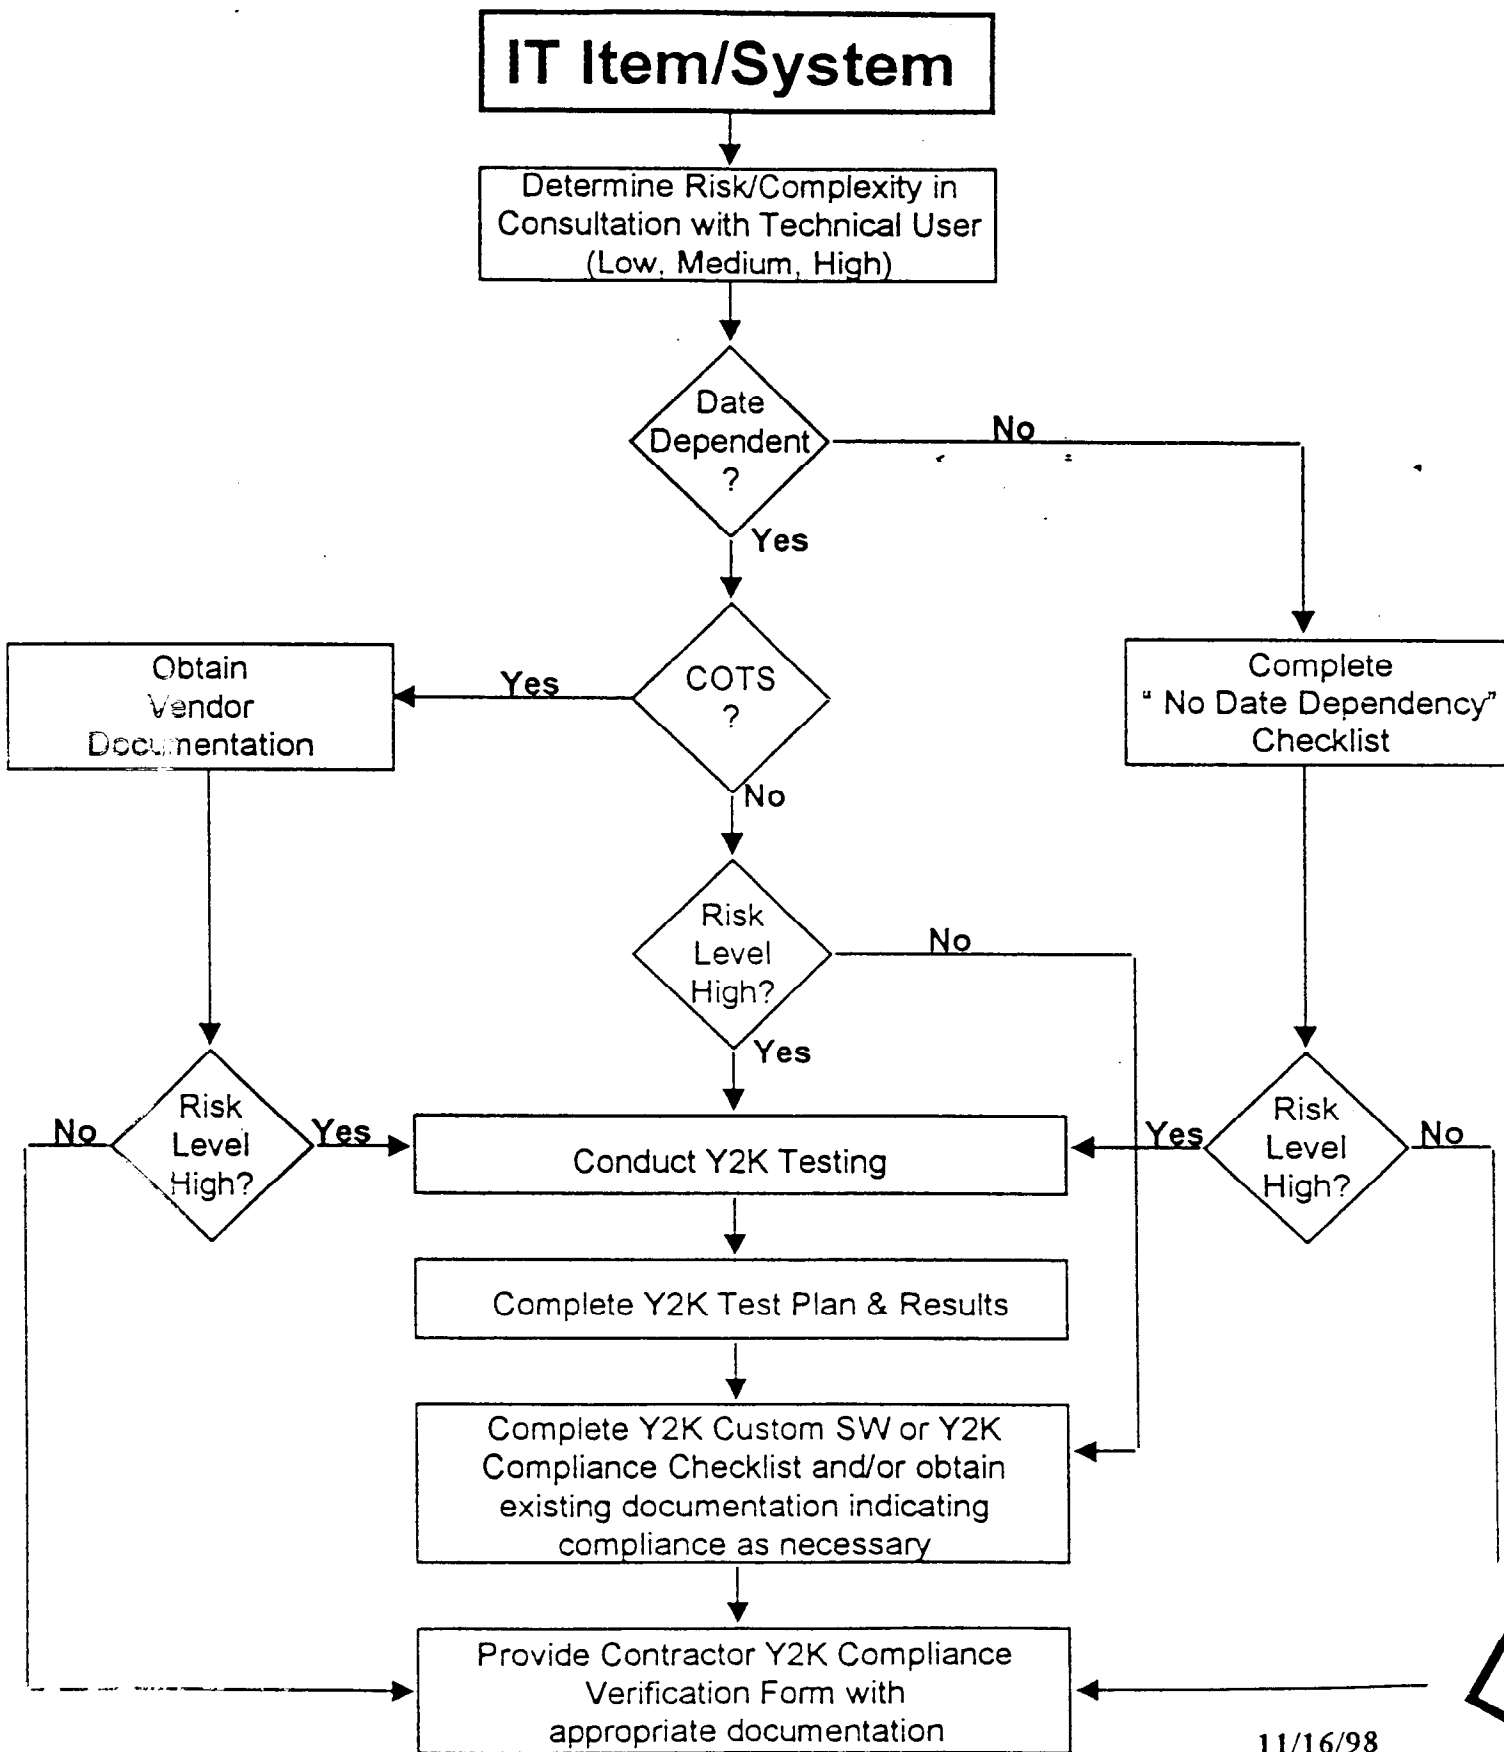 IT Item/System
Determine Risk/Complexity in
Consultation with Technical User
(Low, Medium, High)
Date
Dependent
?
No
Yes
Obtain
Vendor
Documentation
Yes
COTS
?
Complete
" No Date Dependency"
Checklist
No
Risk
Level
High?
No
Yes
No
Risk
Level
High?
Yes
Conduct Y2K Testing
Yes
Risk
Level
High?
No
Complete Y2K Test Plan & Results
Complete Y2K Custom SW or Y2K
Compliance Checklist and/or obtain
existing documentation indicating
compliance as necessary
Provide Contractor Y2K Compliance
Verification Form with
appropriate documentation
11/16/98